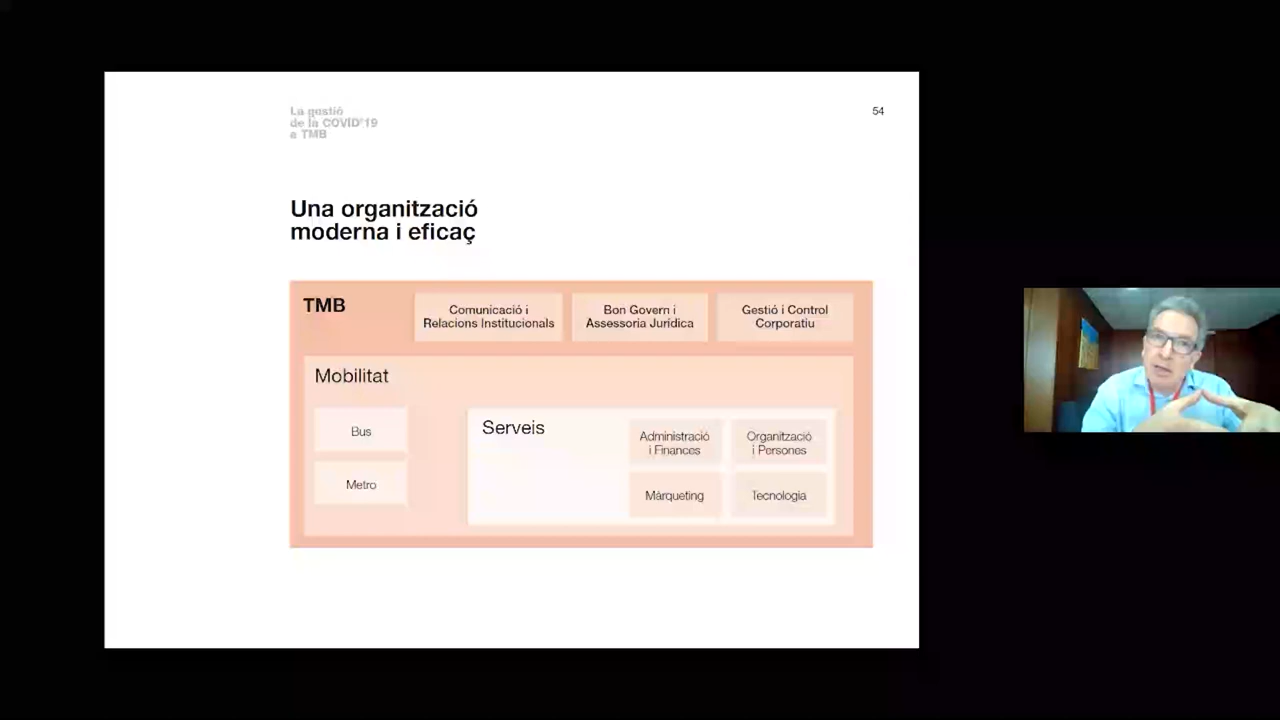 La gestió
de la COVID'19
a TMB
54
Una organització
moderna i eficaç
TMB
Comunicació i
Relacions Institucionals
Bon Govern i
Assessoria Jurídica
Gestió i Control
Corporatiu
Mobilitat
Bus
Metro
Serveis
Administració
i Finances
Organització
i Persones
Màrqueting
Tecnologia